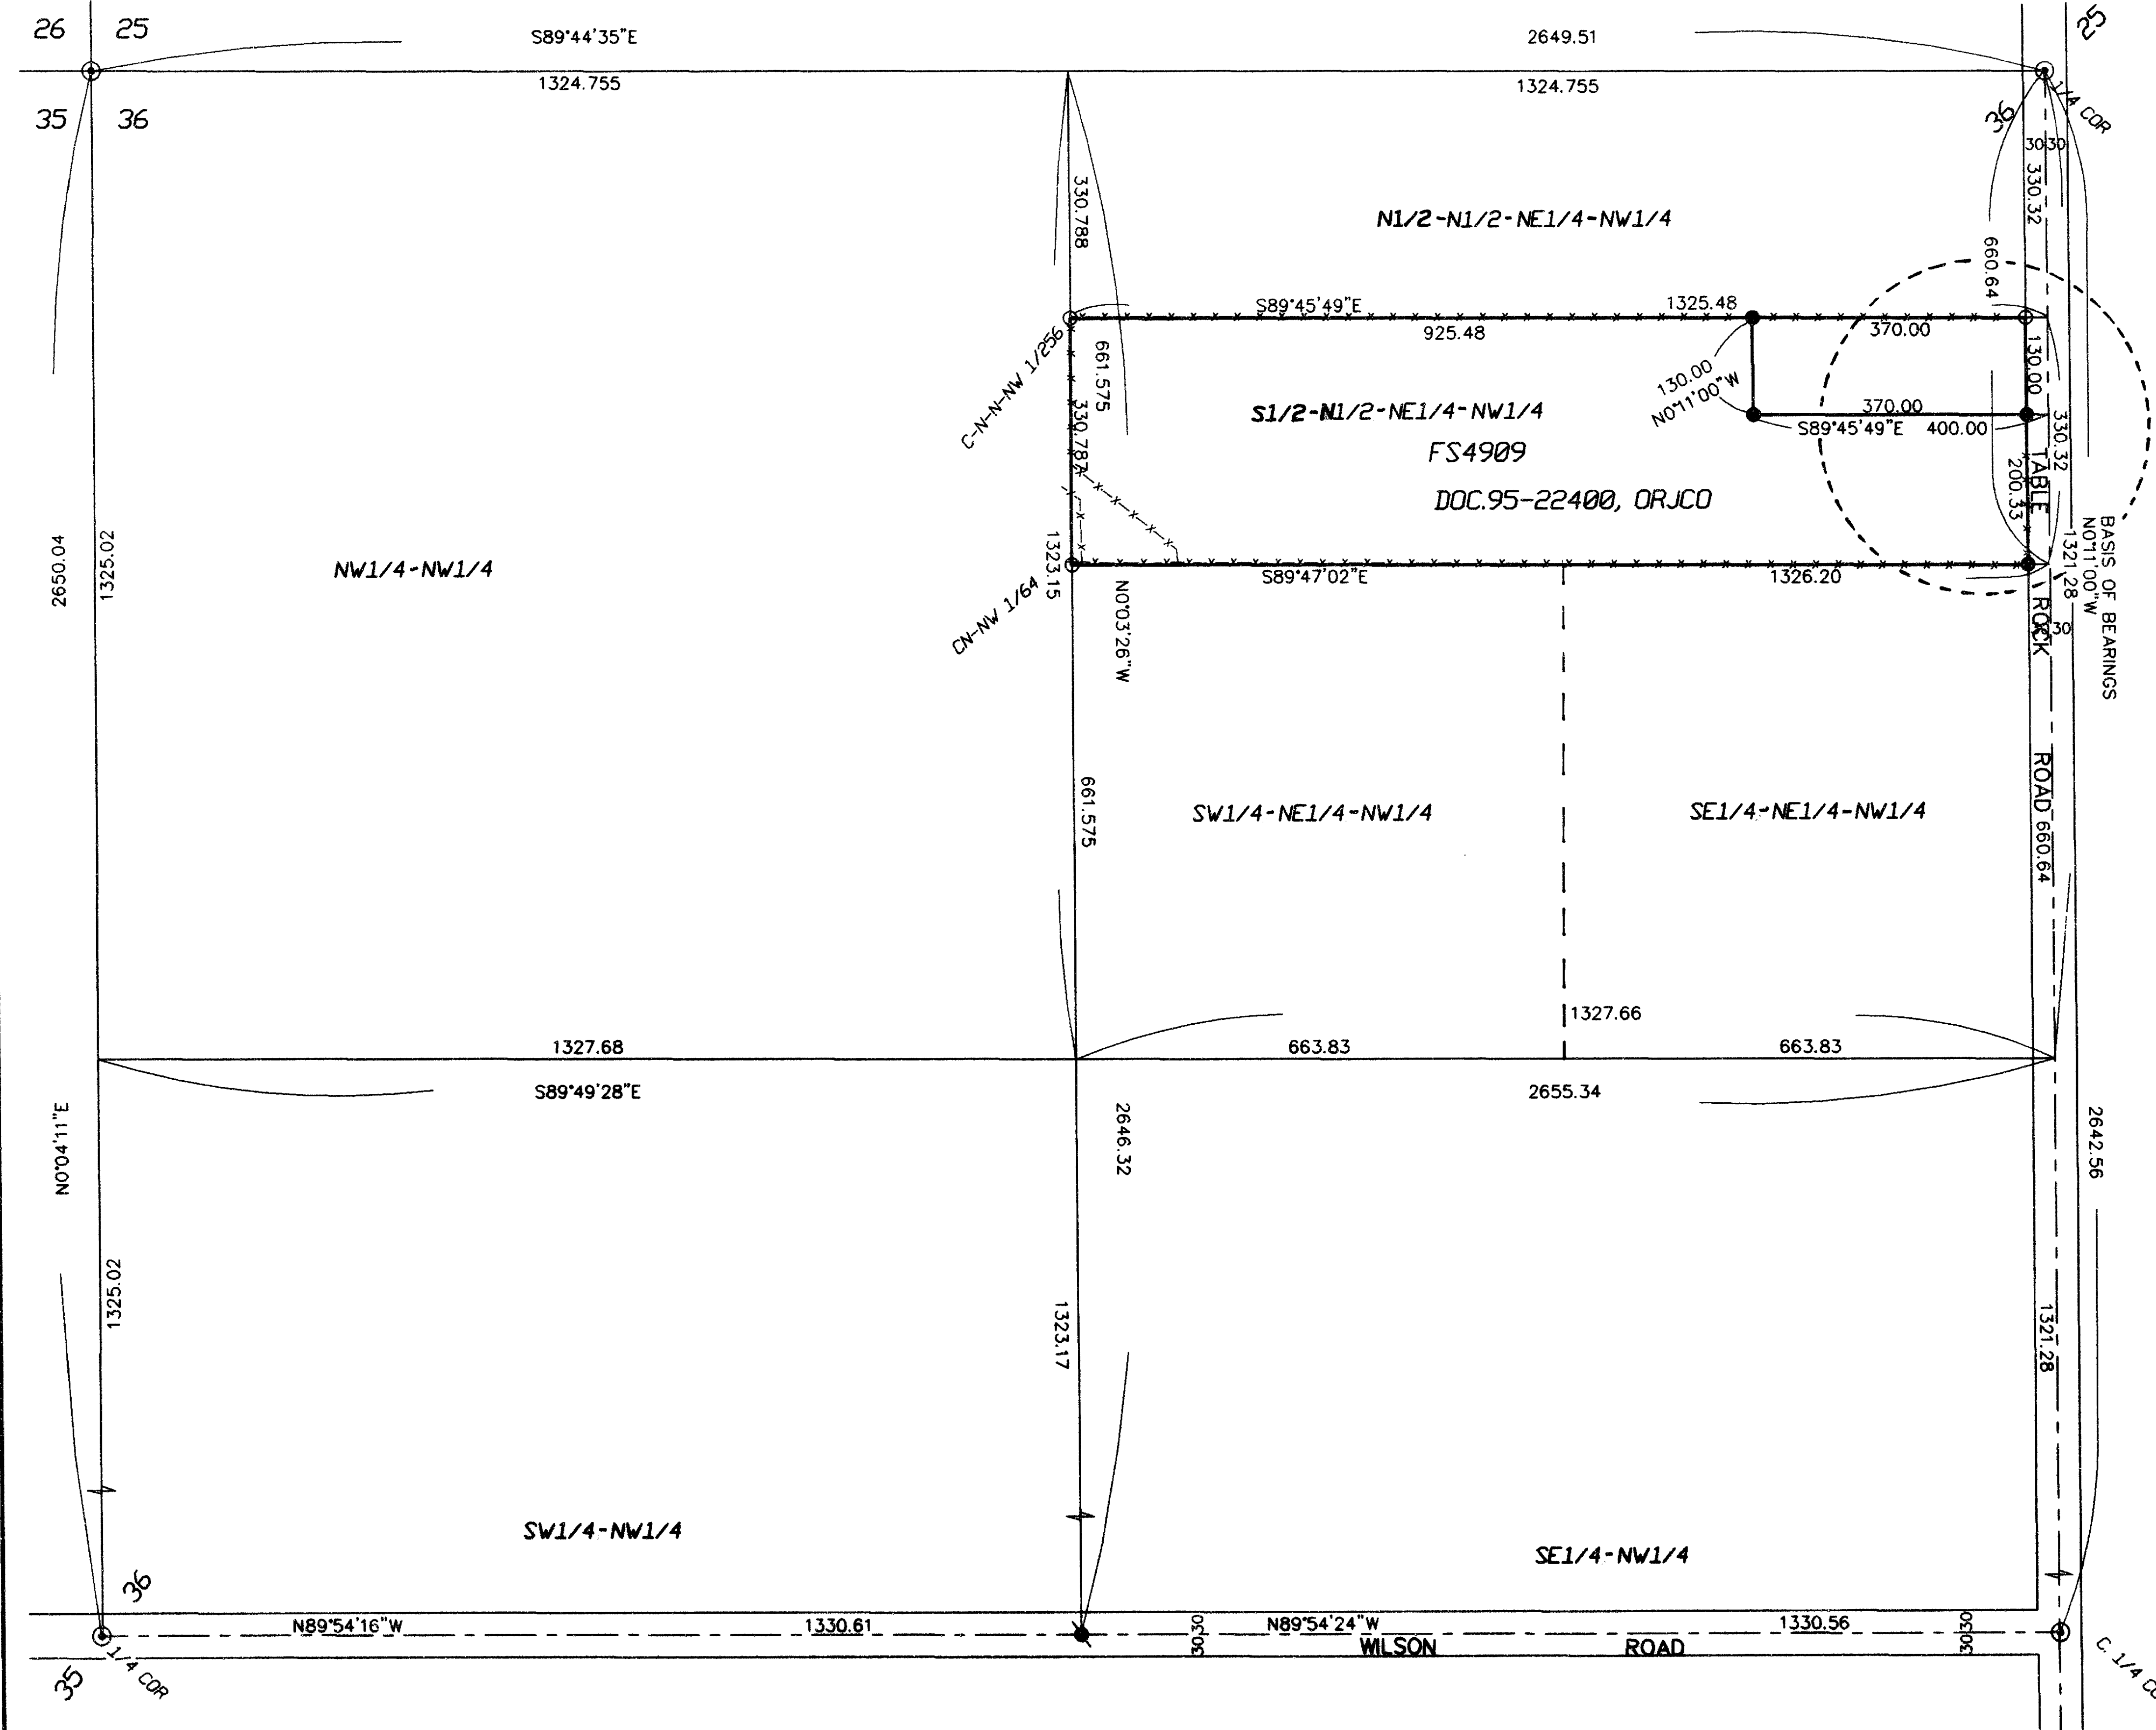 26 25
S89°44'35"E
2649.51
25
1324.755
1324.755
35 36
36
1/4 COR
3030
330.32
330.788
N1/2-N1/2-NE1/4-NW1/4
660.64
S89°45'49"E
1325.48
925.48
370.00
C-N-N-NW 1/256
661.575
130.00
N0°11'00"W
130.00
330.787
S1/2-N1/2-NE1/4-NW1/4
370.00
S89°45'49"E 400.00
330.32
FS4909
DOC.95-22400, ORJCO
200.33
TABLE ROCK ROAD
BASIS OF BEARINGS
N0°11'00"W
1321.28
2650.04
1325.02
NW1/4-NW1/4
1323.15
S89°47'02"E
1326.20
CN-NW 1/64
N0°03'26"W
30
661.575
SW1/4-NE1/4-NW1/4
SE1/4-NE1/4-NW1/4
660.64
1327.66
1327.68
663.83
663.83
S89°49'28"E
2655.34
N0°04'11"E
2646.32
2642.56
1325.02
1323.17
1321.28
SW1/4-NW1/4
SE1/4-NW1/4
36
N89°54'16"W
1330.61
3030
N89°54'24"W
1330.56
3030
WILSON ROAD
35
1/4 COR
C. 1/4